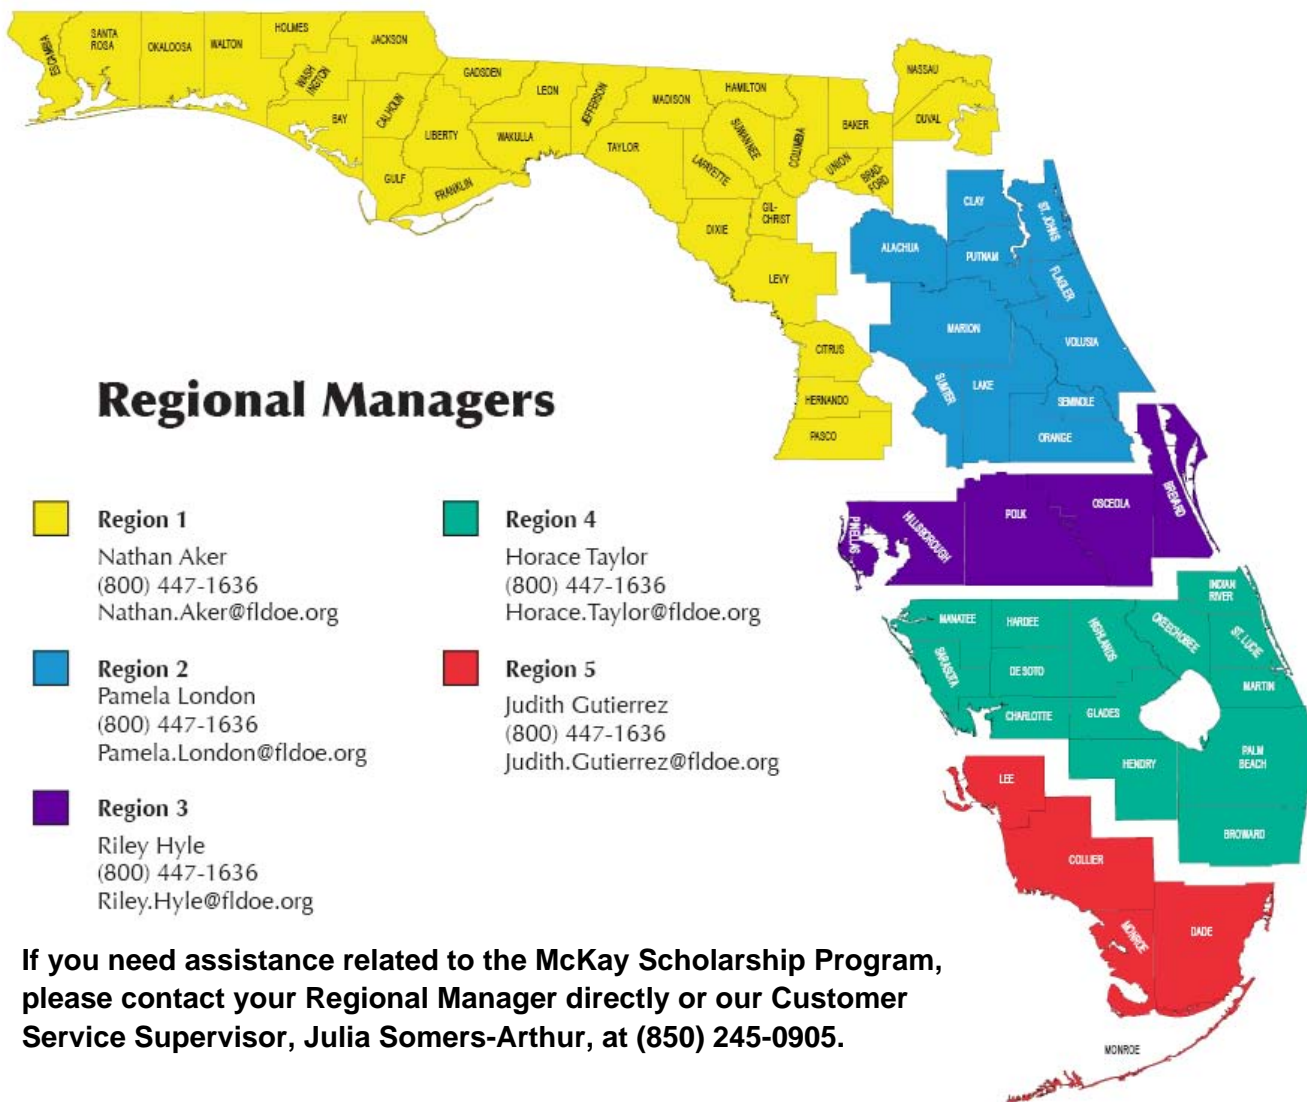 ESCAMBIA
SANTA
ROSA
OKALOOSA
WALTON
HOLMES
WASH
INGTON
JACKSON
BAY
CALHOUN
GULF
GADSDEN
LIBERTY
FRANKLIN
LEON
WAKULLA
JEFFERSON
MADISON
TAYLOR
HAMILTON
SUWANNEE
LAFAYETTE
COLUMBIA
BAKER
UNION
BRAD-
FORD
NASSAU
DUVAL
GIL-
CHRIST
DIXIE
LEVY
CITRUS
HERNANDO
PASCO
CLAY
ST. JOHNS
ALACHUA
PUTNAM
FLAGLER
MARION
VOLUSIA
SUMTER
LAKE
SEMINOLE
ORANGE
BREVARD
PINELLAS
HILLSBOROUGH
POLK
OSCEOLA
INDIAN
RIVER
MANATEE
HARDEE
HIGHLANDS
OKEECHOBEE
ST. LUCIE
SARASOTA
DE SOTO
MARTIN
CHARLOTTE
GLADES
HENDRY
PALM
BEACH
BROWARD
LEE
COLLIER
MONROE
DADE
MONROE
Regional Managers
Region 1
Nathan Aker
(800) 447-1636
Nathan.Aker@fldoe.org
Region 2
Pamela London
(800) 447-1636
Pamela.London@fldoe.org
Region 3
Riley Hyle
(800) 447-1636
Riley.Hyle@fldoe.org
Region 4
Horace Taylor
(800) 447-1636
Horace.Taylor@fldoe.org
Region 5
Judith Gutierrez
(800) 447-1636
Judith.Gutierrez@fldoe.org
If you need assistance related to the McKay Scholarship Program,
please contact your Regional Manager directly or our Customer
Service Supervisor, Julia Somers-Arthur, at (850) 245-0905.